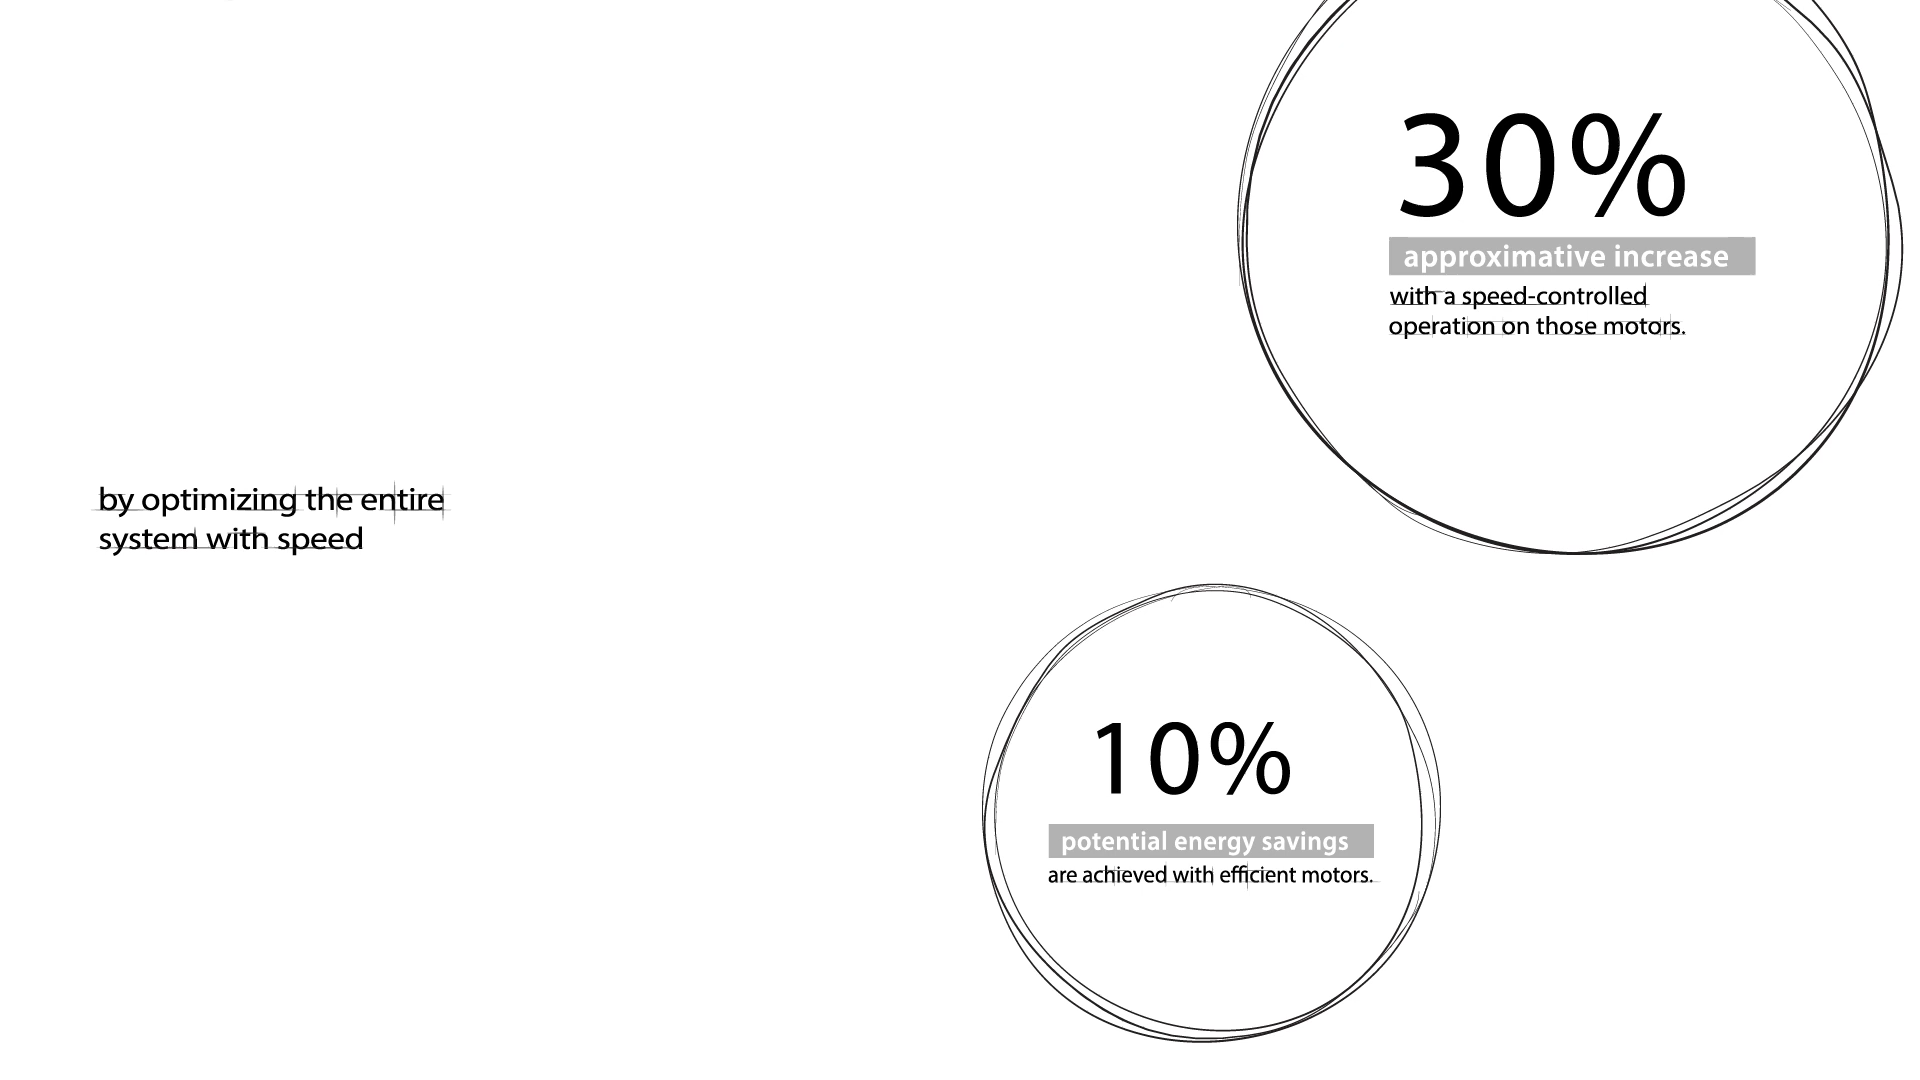 30%
approximative increase
with a speed-controlled
operation on those motors.
by optimizing the entire
system with speed
10%
potential energy savings
are achieved with efficient motors.